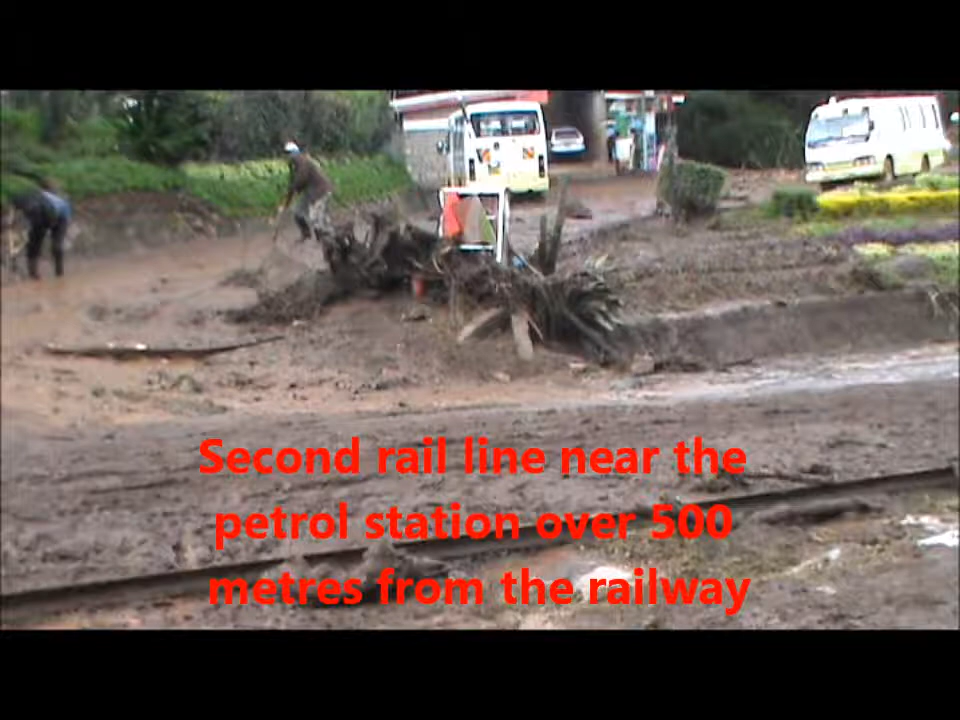 Second rail line near the
petrol station over 500
metres from the railway